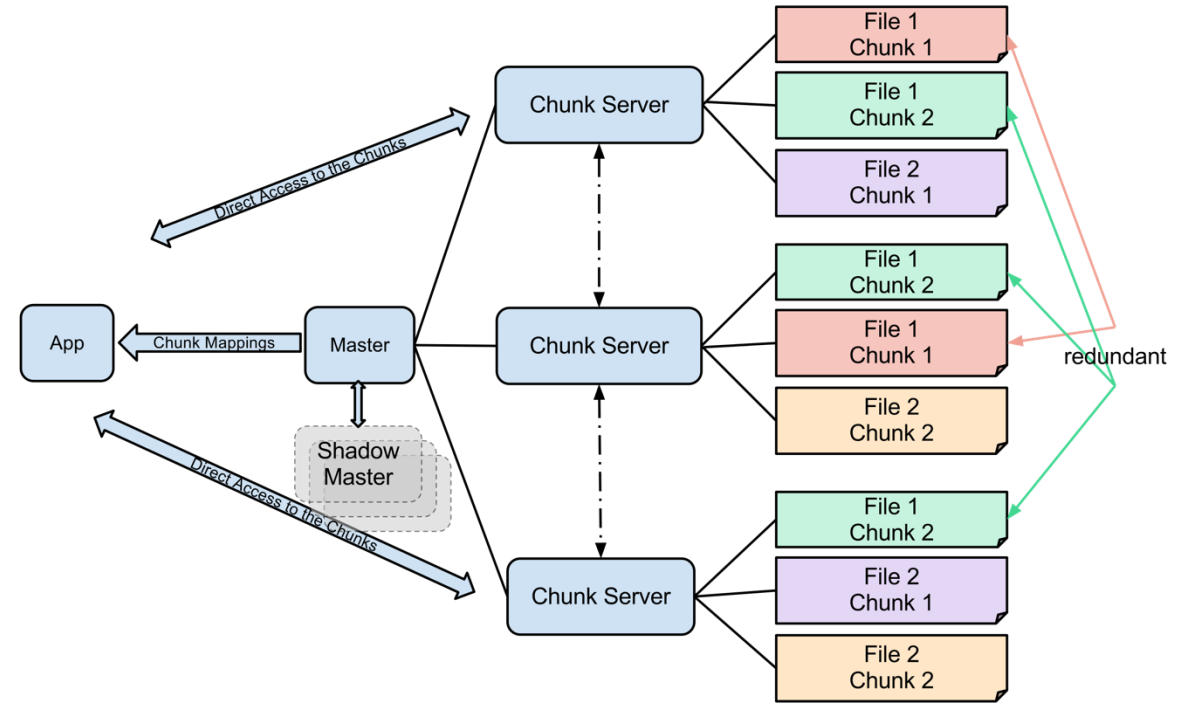 File 1
Chunk 1
File 1
Chunk 2
File 2
Chunk 1
Chunk Server
Direct Access to the Chunks
File 1
Chunk 2
File 1
Chunk 1
File 2
Chunk 2
Chunk Server
App
Chunk Mappings
Master
redundant
Shadow
Master
Direct Access to the Chunks
File 1
Chunk 2
File 2
Chunk 1
File 2
Chunk 2
Chunk Server